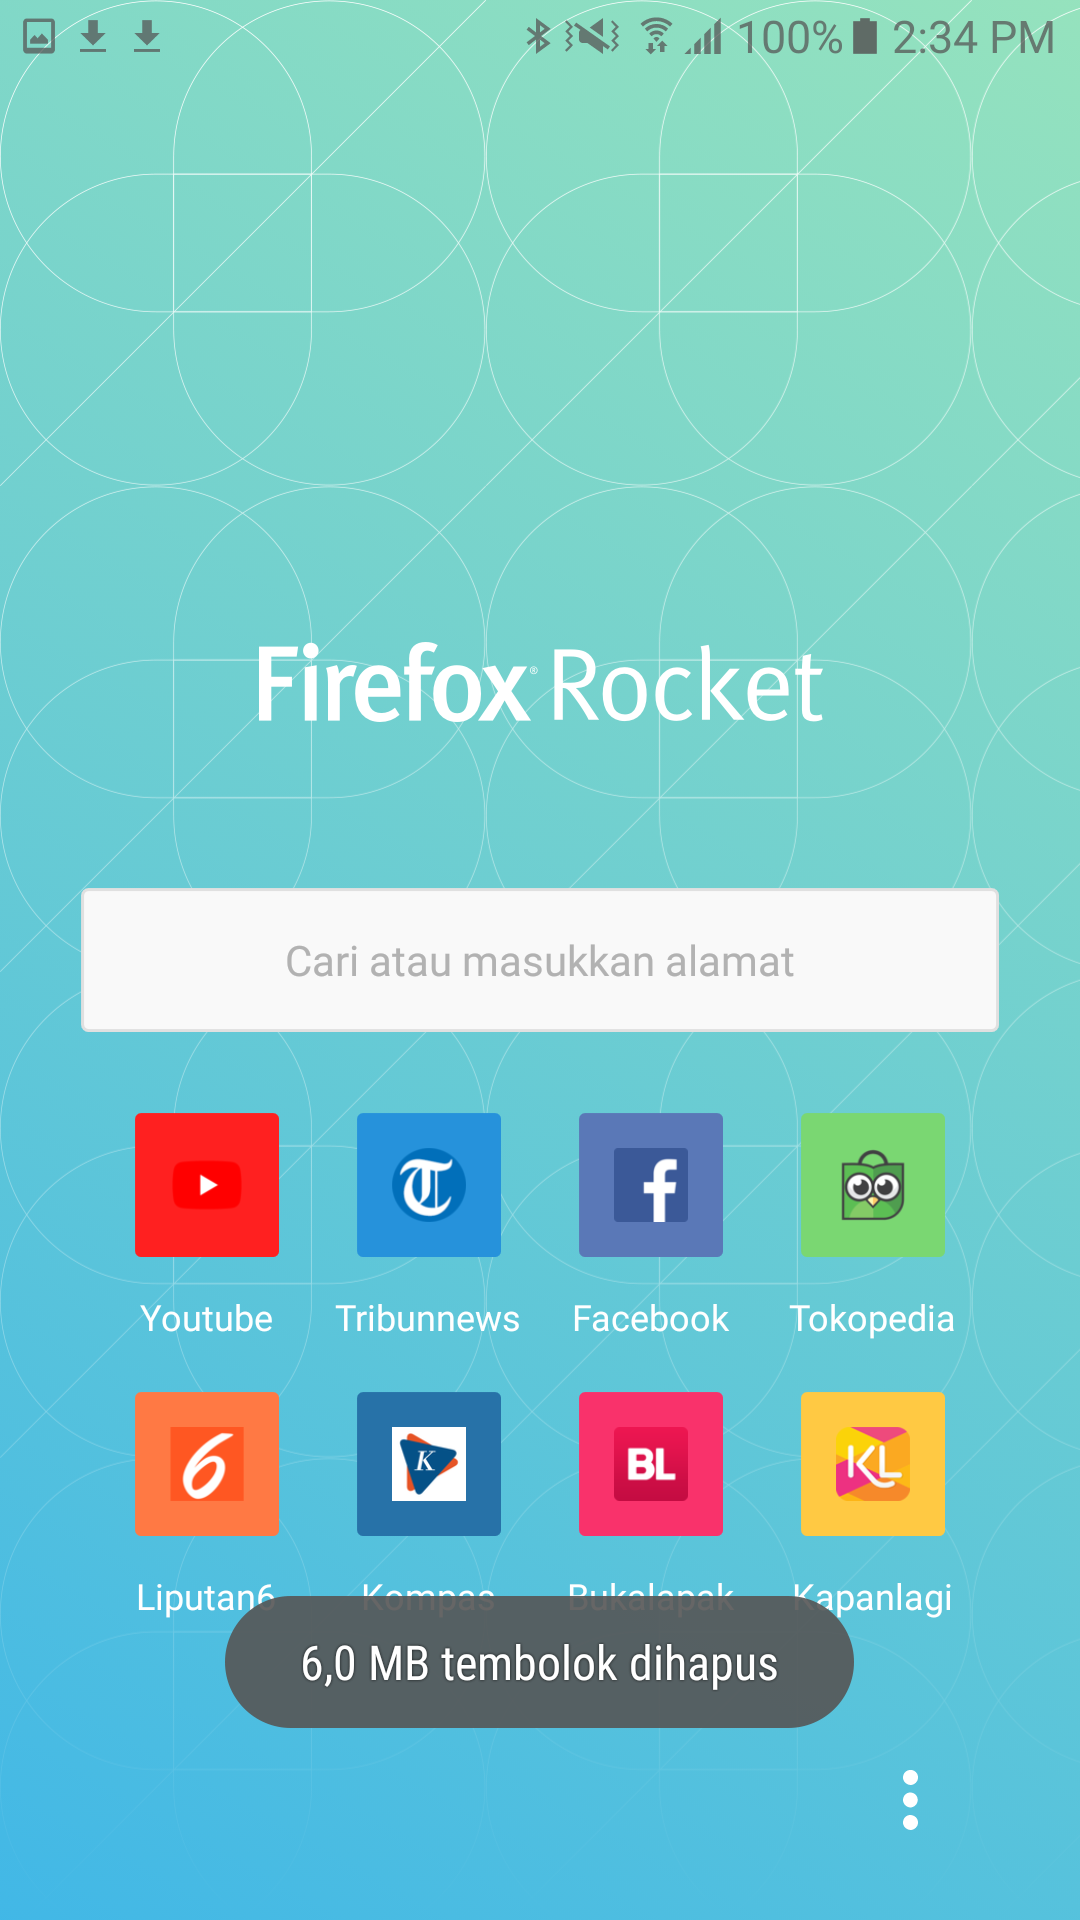 100% 2:34 PM
Firefox® Rocket
Cari atau masukkan alamat
Youtube Tribunnews Facebook Tokopedia
6 K BL KL
Liputan6 Kompas Bukalapak Kapanlagi
6,0 MB tembolok dihapus